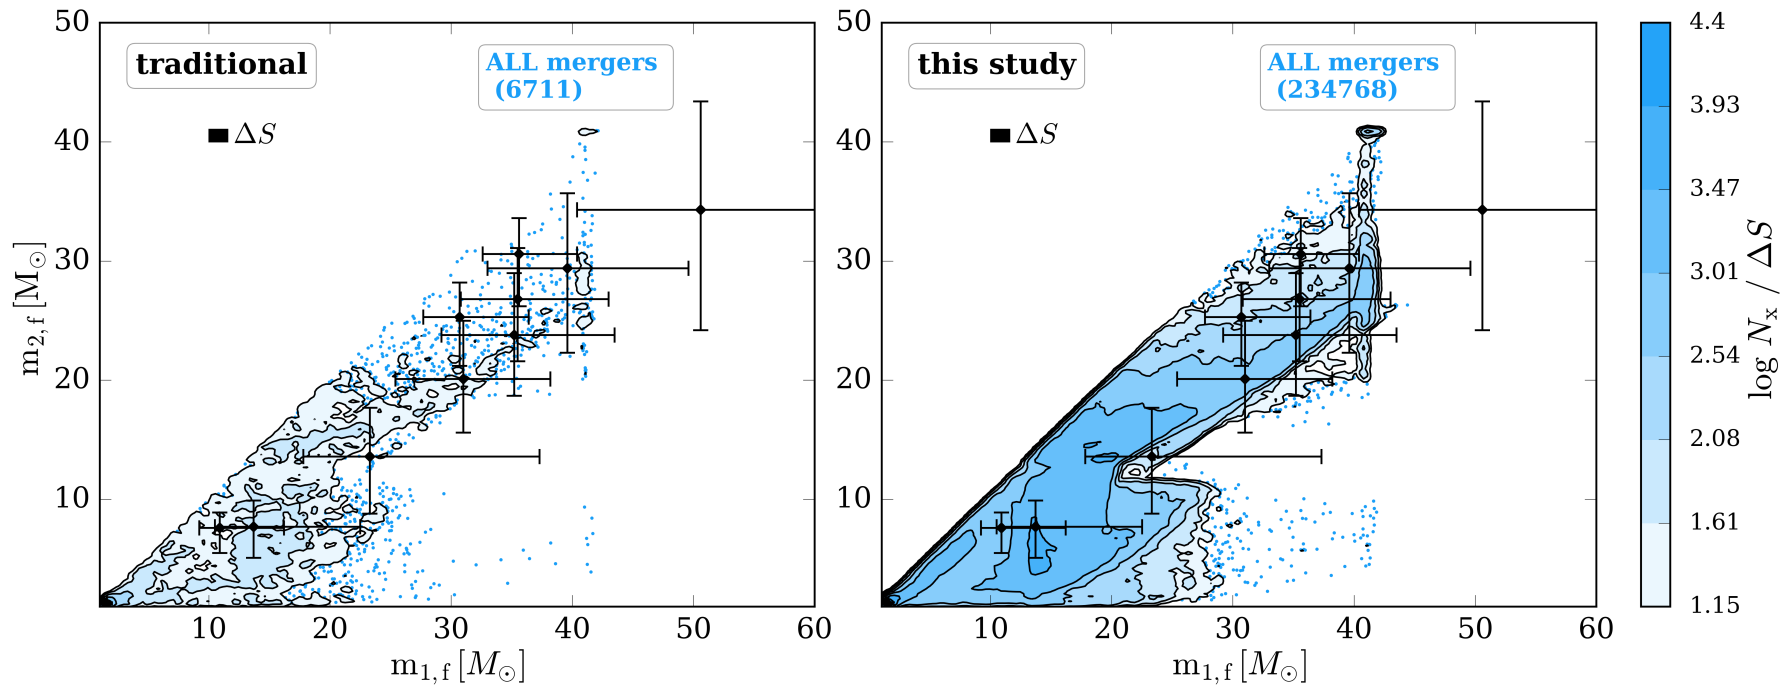 50
40
30
20
10
m2,f [M⊙]
traditional
ALL mergers
(6711)
ΔS
10 20 30 40 50 60
m1,f [M⊙]
50
40
30
20
10
this study
ALL mergers
(234768)
ΔS
10 20 30 40 50 60
m1,f [M⊙]
4.4
3.93
3.47
3.01
2.54
2.08
1.61
1.15
log Nx / ΔS